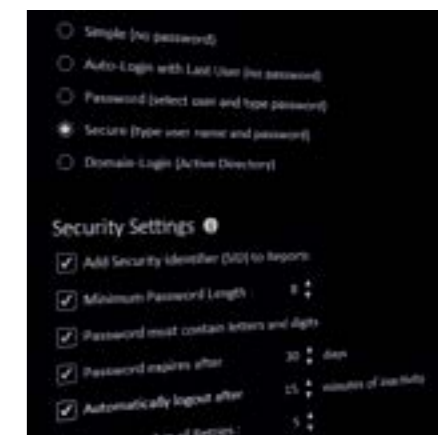 Simple (no password)
Auto-Login with Last User (no password)
Password (select user and type password)
Secure (type user name and password)
Domain-Login (Active Directory)
Security Settings
Add Security Identifier (SID) to Reports
Minimum Password Length : 8
Password must contain letters and digits
Password expires after 30 days
Automatically logout after 15 minutes of inactivity
of Retries : 5